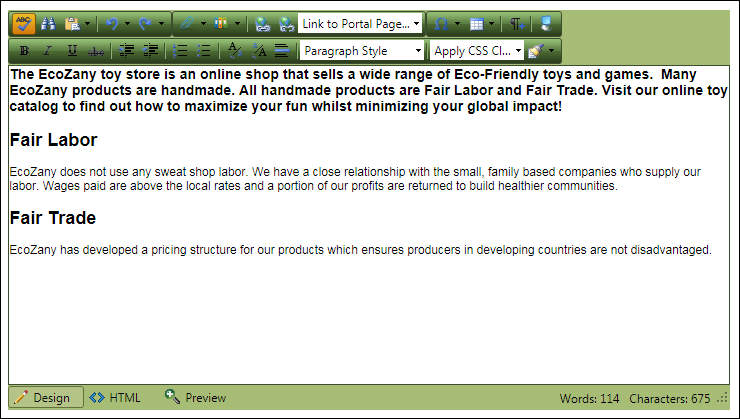 ABC
Link to Portal Page...
B I U abc
Paragraph Style
Apply CSS Cl...
The EcoZany toy store is an online shop that sells a wide range of Eco-Friendly toys and games.  Many
EcoZany products are handmade. All handmade products are Fair Labor and Fair Trade. Visit our online toy
catalog to find out how to maximize your fun whilst minimizing your global impact!
Fair Labor
EcoZany does not use any sweat shop labor. We have a close relationship with the small, family based companies who supply our
labor. Wages paid are above the local rates and a portion of our profits are returned to build healthier communities.
Fair Trade
EcoZany has developed a pricing structure for our products which ensures producers in developing countries are not disadvantaged.
Design
HTML
Preview
Words: 114 Characters: 675